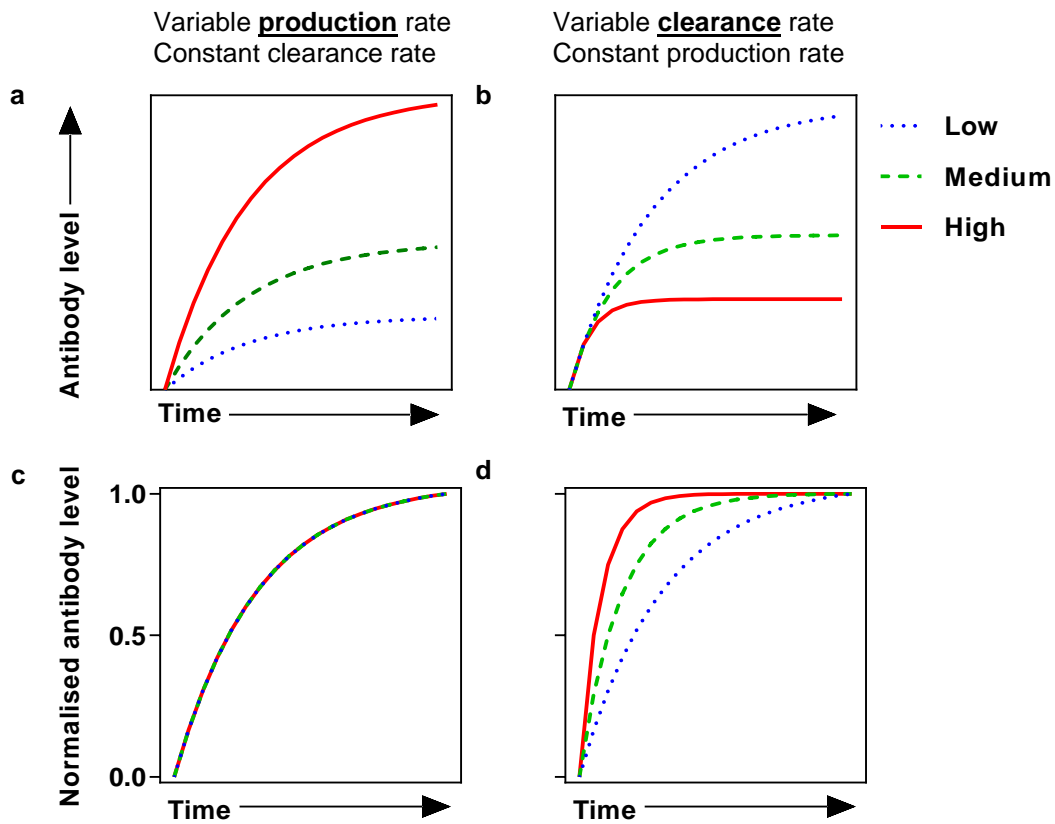 Variable production rate
Constant clearance rate
Variable clearance rate
Constant production rate
a
b
Antibody level
Time
Time
Low
Medium
High
c
d
Normalised antibody level
1.0
0.5
0.0
Time
Time